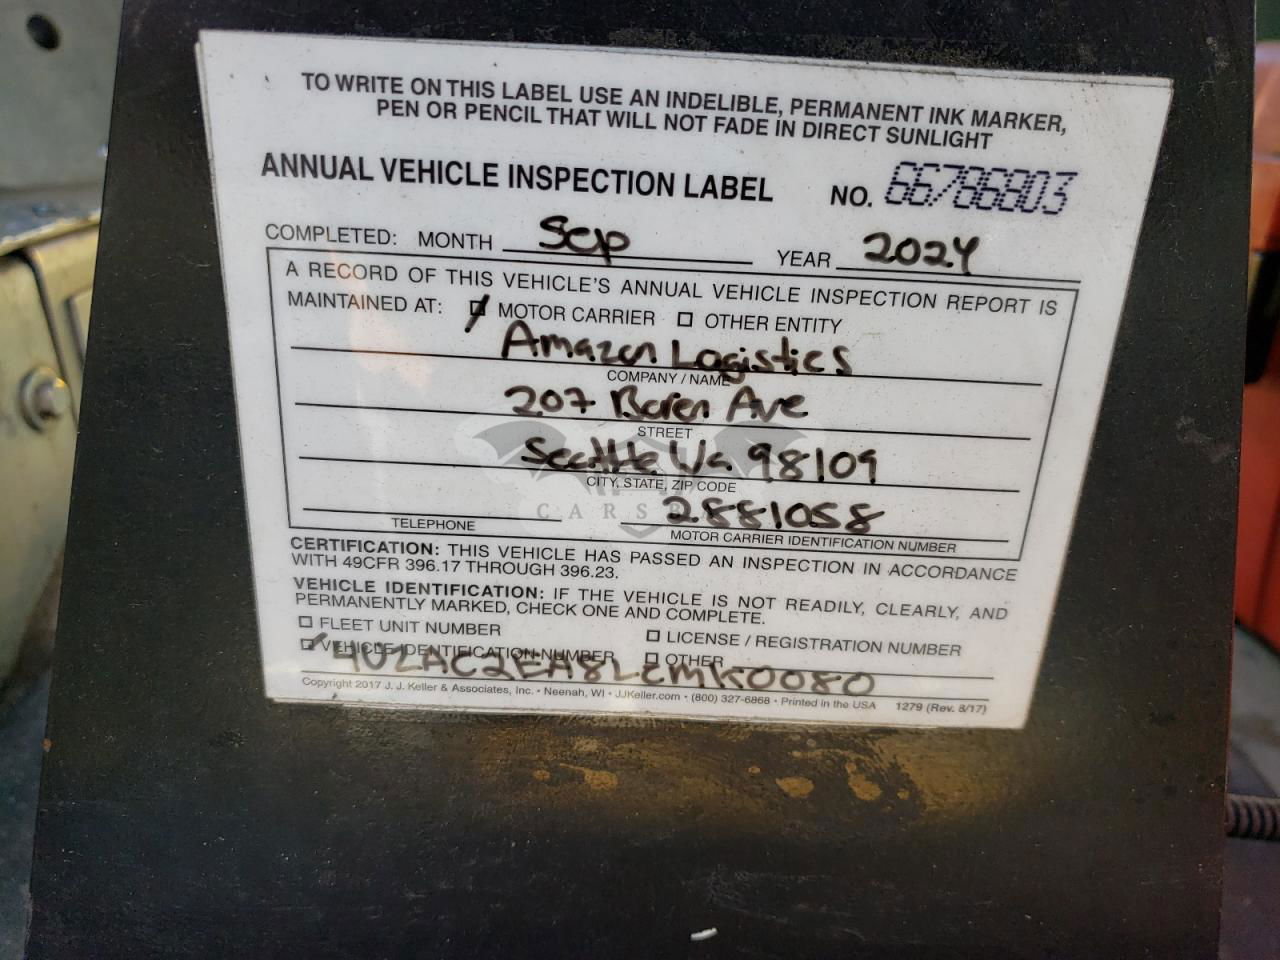 TO WRITE ON THIS LABEL USE AN INDELIBLE, PERMANENT INK MARKER,
PEN OR PENCIL THAT WILL NOT FADE IN DIRECT SUNLIGHT
ANNUAL VEHICLE INSPECTION LABEL NO. 66786803
COMPLETED: MONTH Sep YEAR 2024
A RECORD OF THIS VEHICLE'S ANNUAL VEHICLE INSPECTION REPORT IS
MAINTAINED AT: MOTOR CARRIER OTHER ENTITY
Amazon Logistics
COMPANY / NAME
207 Boren Ave
STREET
Seattle Wa 98109
CITY, STATE, ZIP CODE
2881058
TELEPHONE MOTOR CARRIER IDENTIFICATION NUMBER
CERTIFICATION: THIS VEHICLE HAS PASSED AN INSPECTION IN ACCORDANCE
WITH 49CFR 396.17 THROUGH 396.23.
VEHICLE IDENTIFICATION: IF THE VEHICLE IS NOT READILY, CLEARLY, AND
PERMANENTLY MARKED, CHECK ONE AND COMPLETE.
FLEET UNIT NUMBER LICENSE / REGISTRATION NUMBER
VEHICLE IDENTIFICATION NUMBER OTHER
4UZAC2EA8LCMK0080
Copyright 2017 J. J. Keller & Associates, Inc. • Neenah, WI • JJKeller.com • (800) 327-6868 • Printed in the USA 1279 (Rev. 8/17)